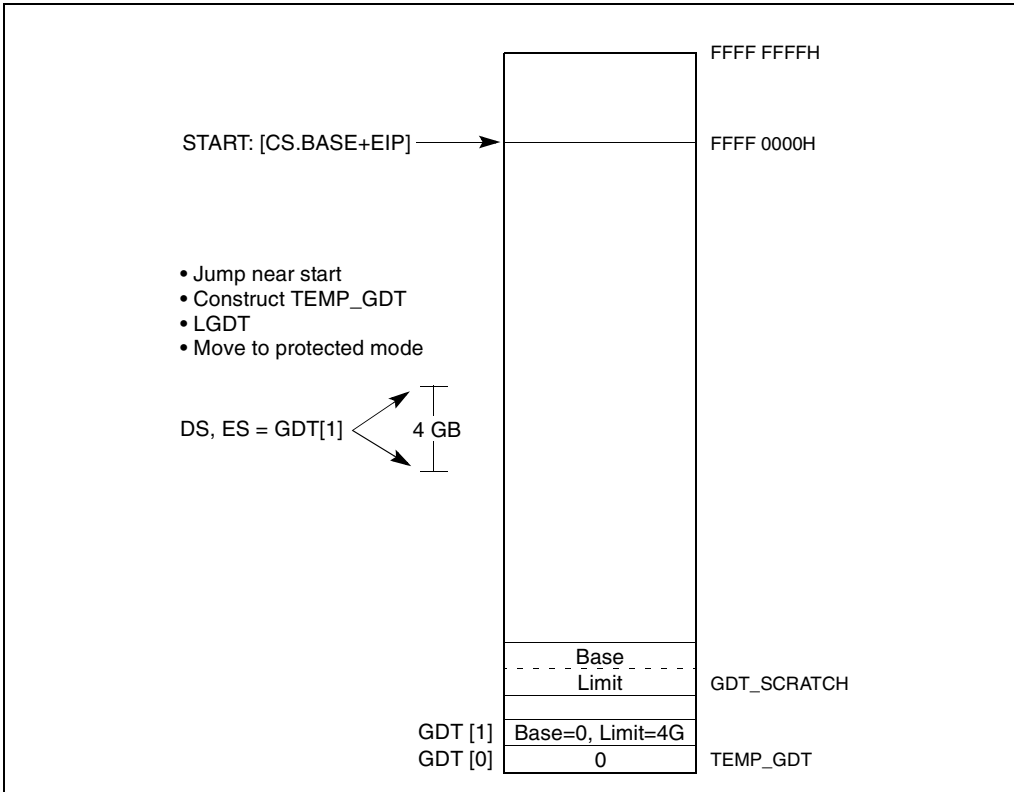 FFFF FFFFH
START: [CS.BASE+EIP]
FFFF 0000H
• Jump near start
• Construct TEMP_GDT
• LGDT
• Move to protected mode
DS, ES = GDT[1]
4 GB
Base
Limit
GDT_SCRATCH
GDT [1]
Base=0, Limit=4G
GDT [0]
0
TEMP_GDT